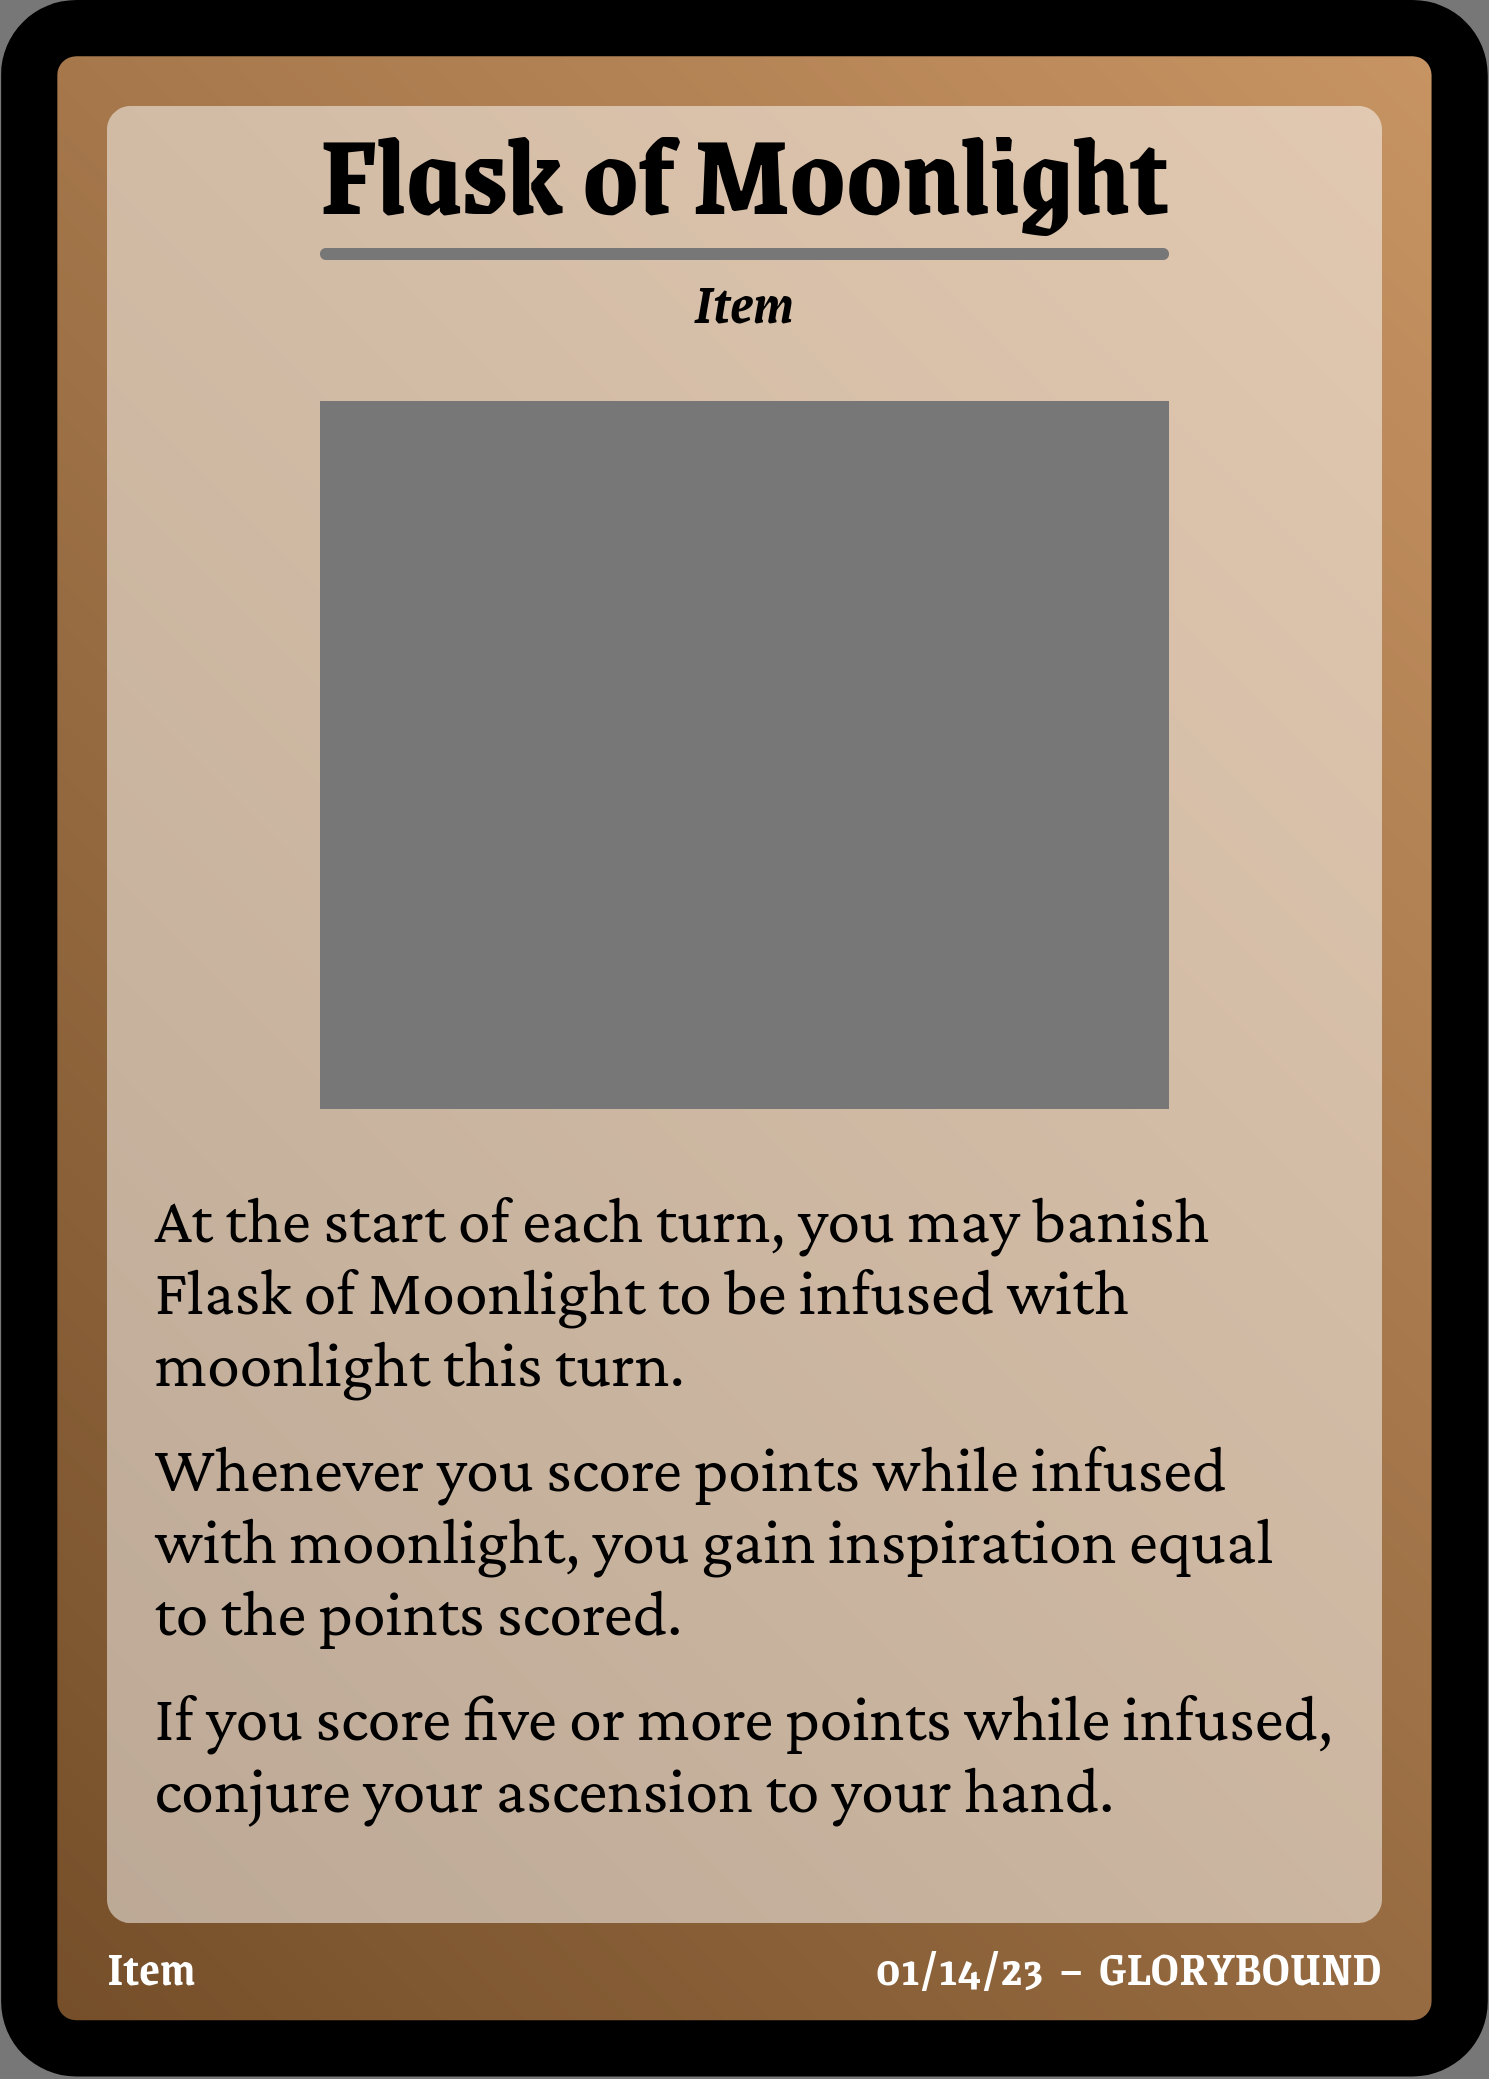 Flask of Moonlight
Item
At the start of each turn, you may banish
Flask of Moonlight to be infused with
moonlight this turn.
Whenever you score points while infused
with moonlight, you gain inspiration equal
to the points scored.
If you score five or more points while infused,
conjure your ascension to your hand.
Item
01/14/23 – GLORYBOUND